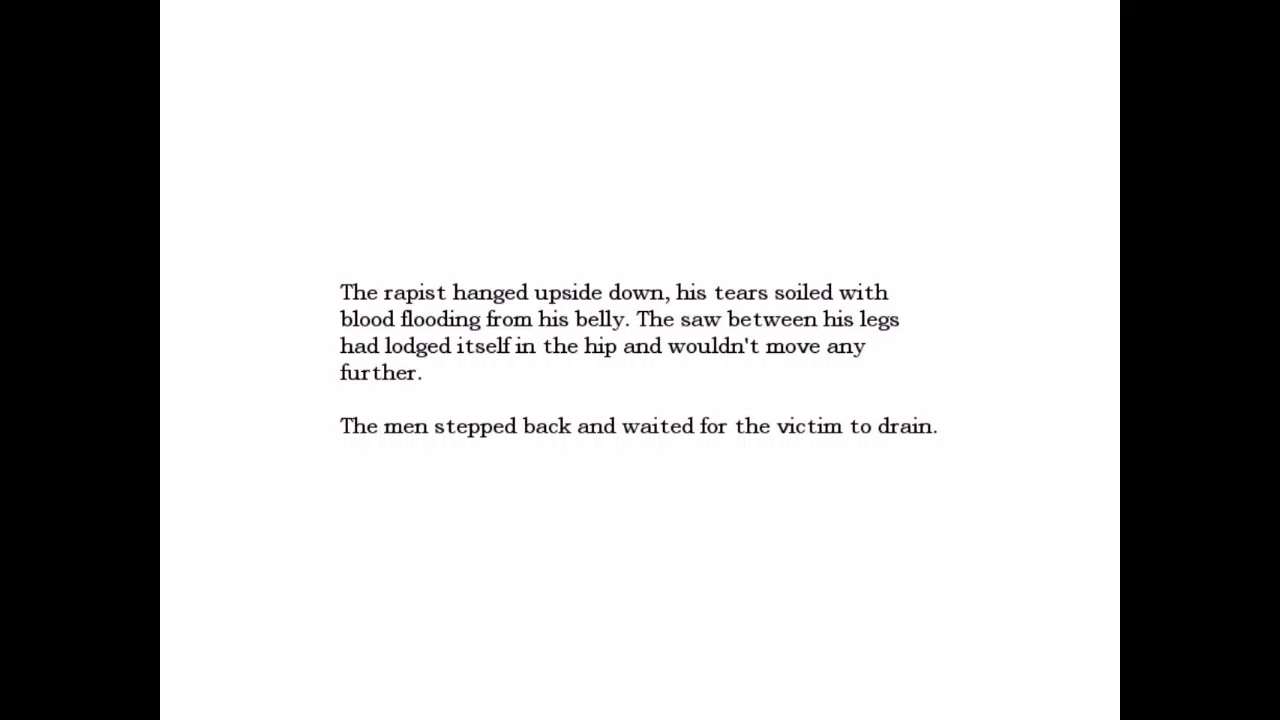 The rapist hanged upside down, his tears soiled with
blood flooding from his belly. The saw between his legs
had lodged itself in the hip and wouldn't move any
further.
The men stepped back and waited for the victim to drain.